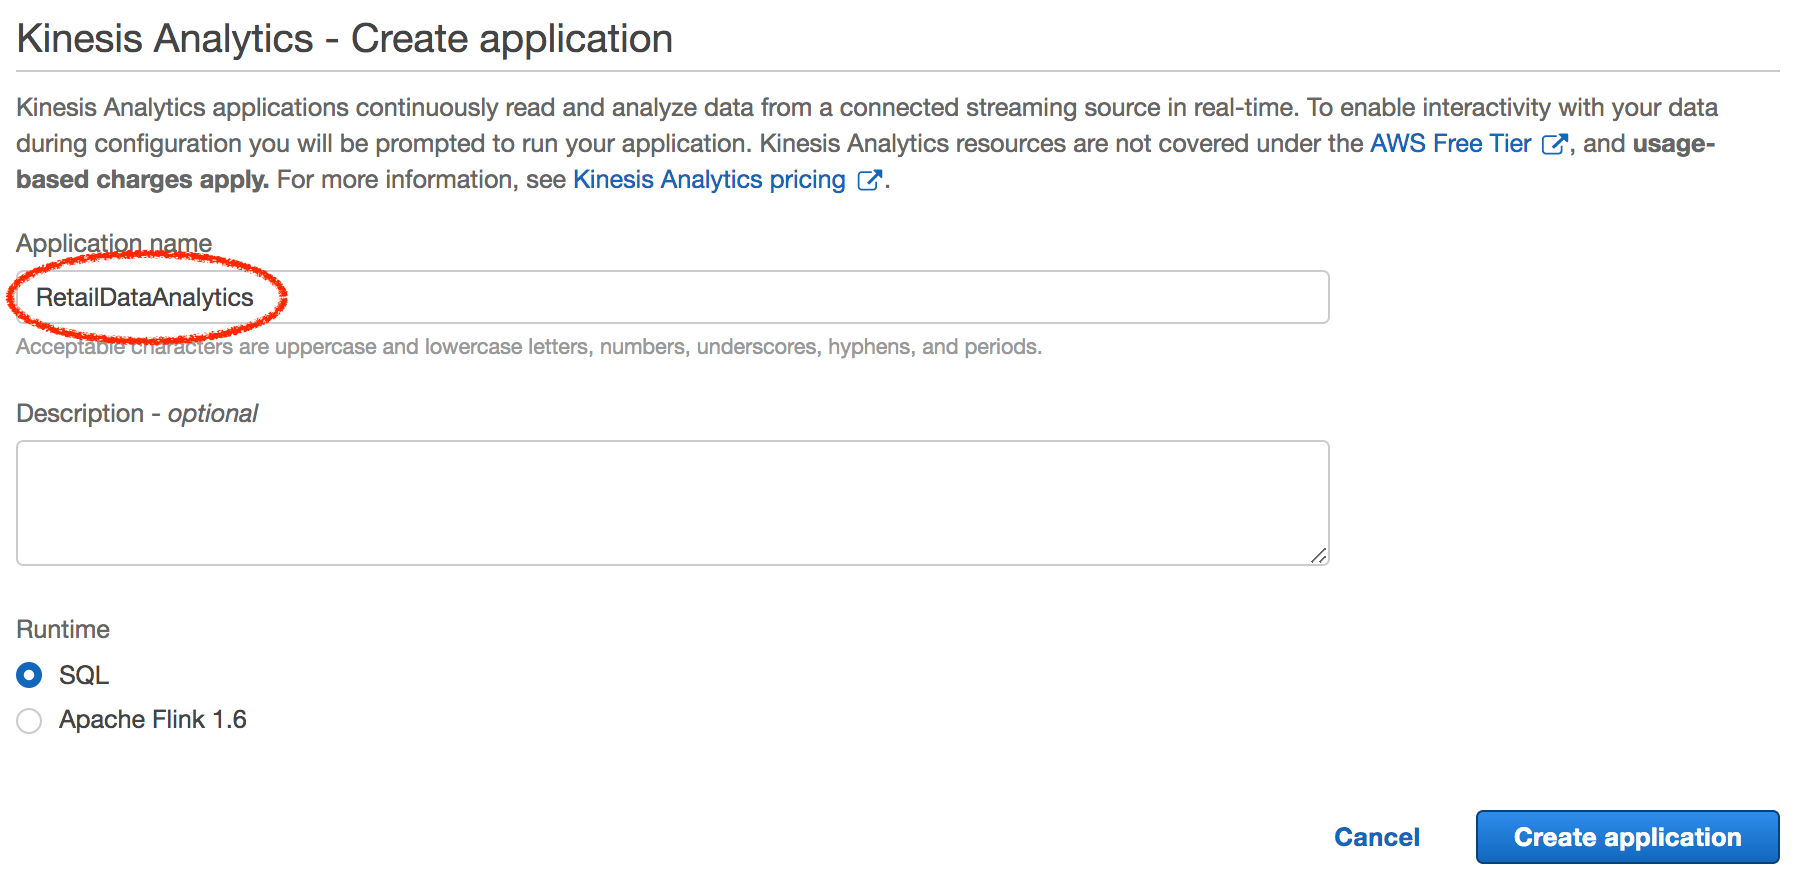 Kinesis Analytics - Create application
Kinesis Analytics applications continuously read and analyze data from a connected streaming source in real-time. To enable interactivity with your data
during configuration you will be prompted to run your application. Kinesis Analytics resources are not covered under the AWS Free Tier, and usage-
based charges apply. For more information, see Kinesis Analytics pricing.
Application name
RetailDataAnalytics
Acceptable characters are uppercase and lowercase letters, numbers, underscores, hyphens, and periods.
Description - optional
Runtime
SQL
Apache Flink 1.6
Cancel Create application